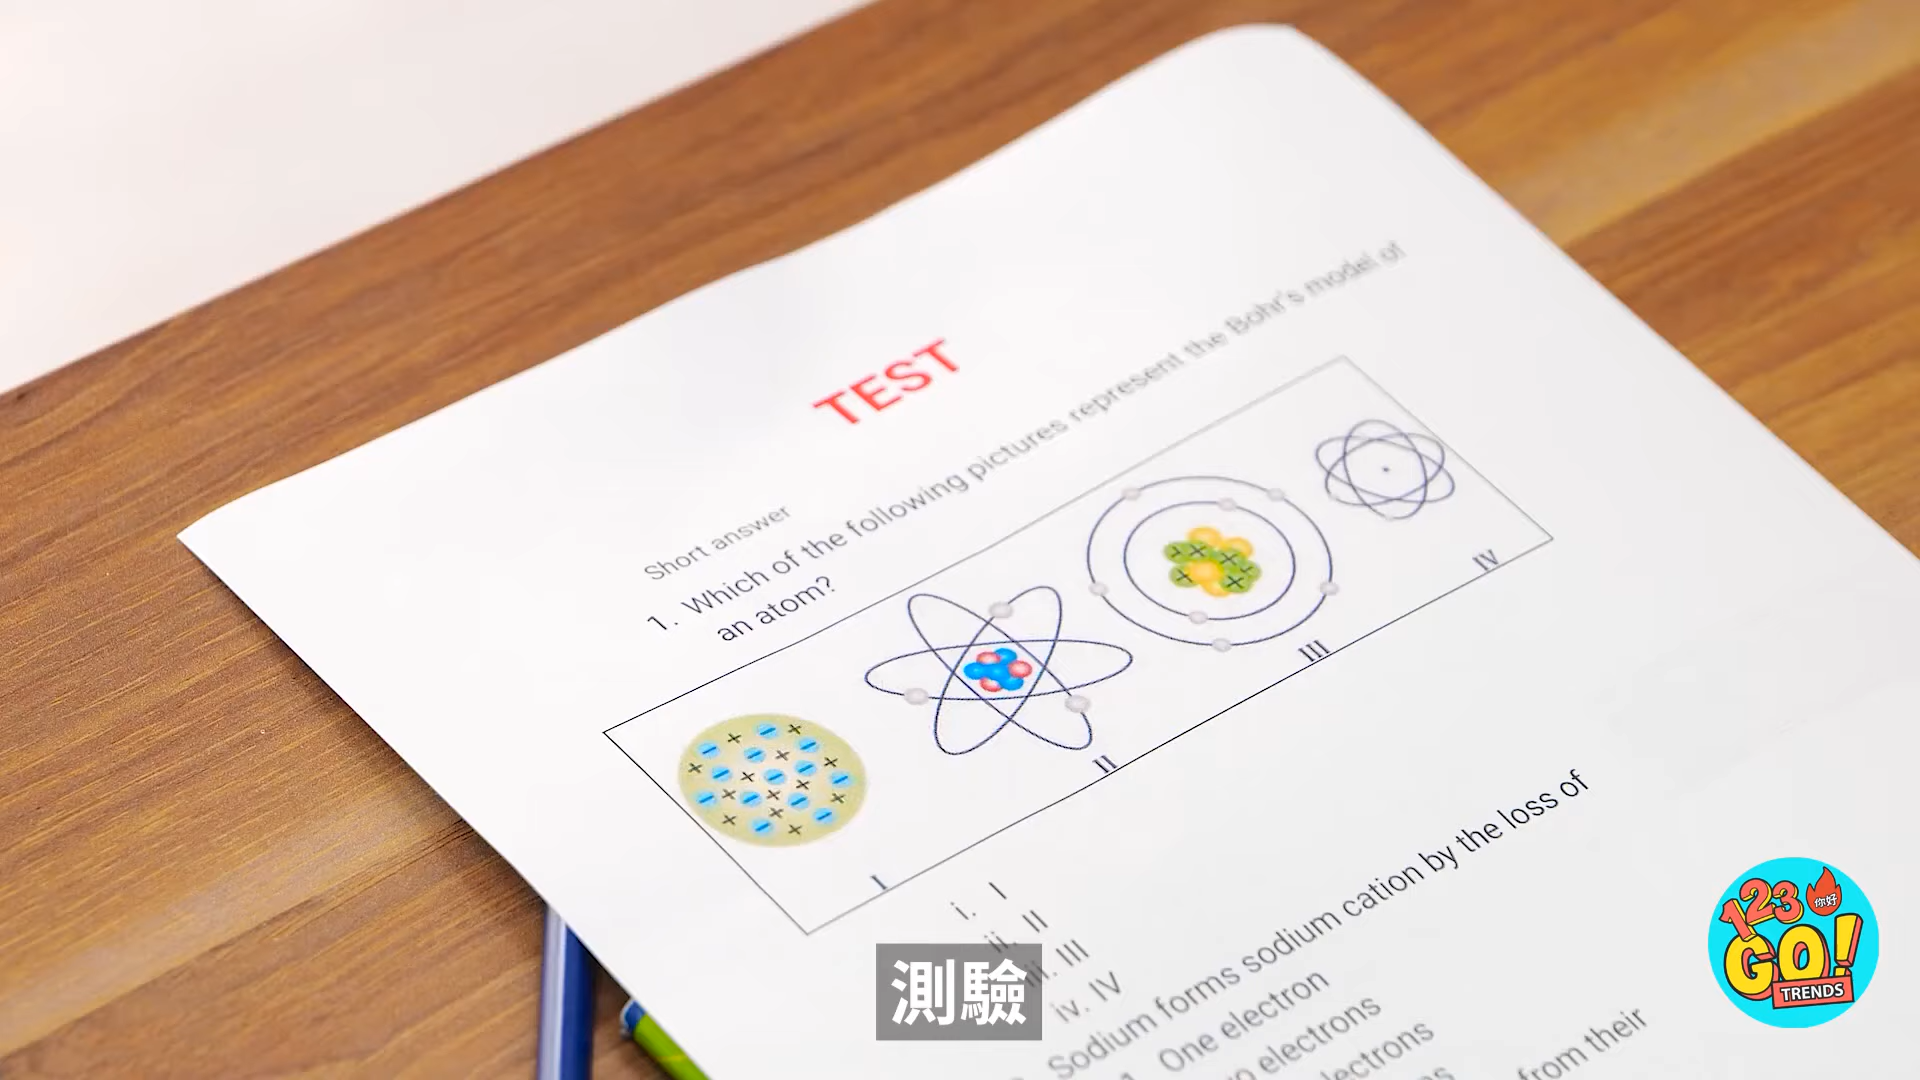 TEST
Short answer
1. Which of the following pictures represent the Bohr's model of
an atom?
I
II
III
IV
i. I
ii. II
iii. III
iv. IV
Sodium forms sodium cation by the loss of
One electron
electrons
electrons
from their
測驗
123
你好
GO!
TRENDS